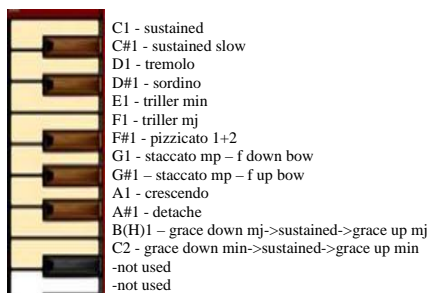 C1 - sustained
C#1 - sustained slow
D1 - tremolo
D#1 - sordino
E1 - triller min
F1 - triller mj
F#1 - pizzicato 1+2
G1 - staccato mp – f down bow
G#1 – staccato mp – f up bow
A1 - crescendo
A#1 - detache
B(H)1 – grace down mj->sustained->grace up mj
C2 - grace down min->sustained->grace up min
-not used
-not used